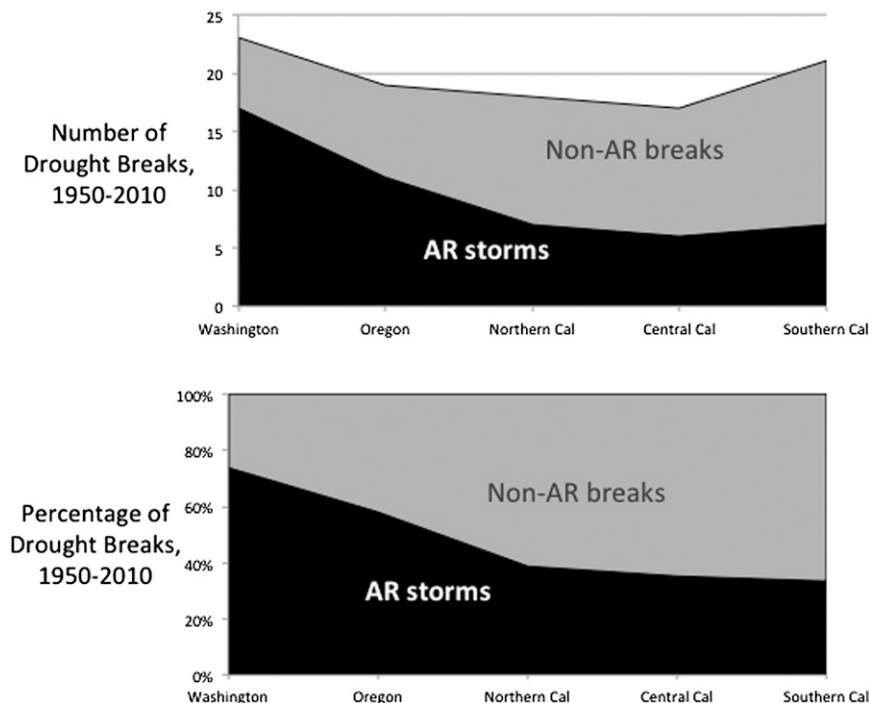 25
20
15
10
5
0
Number of
Drought Breaks,
1950-2010
Non-AR breaks
AR storms
Washington Oregon Northern Cal Central Cal Southern Cal
100%
80%
60%
40%
20%
0%
Percentage of
Drought Breaks,
1950-2010
Non-AR breaks
AR storms
Washington Oregon Northern Cal Central Cal Southern Cal